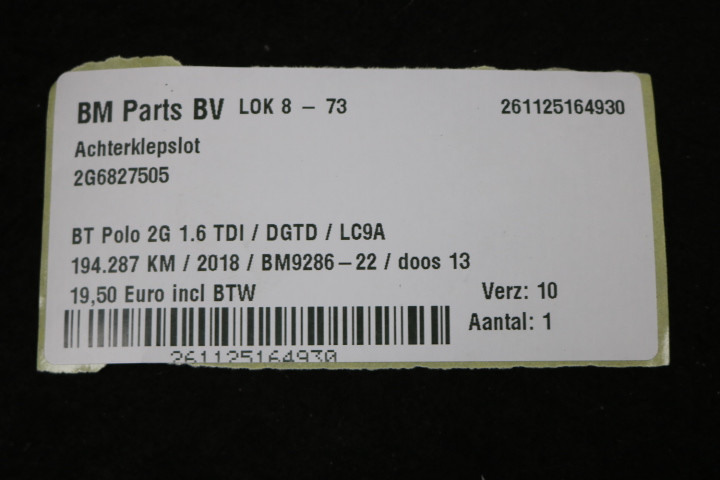 BM Parts BV LOK 8 – 73 261125164930
Achterklepslot
2G6827505
BT Polo 2G 1.6 TDI / DGTD / LC9A
194.287 KM / 2018 / BM9286–22 / doos 13
19,50 Euro incl BTW Verz: 10
Aantal: 1
261125164930